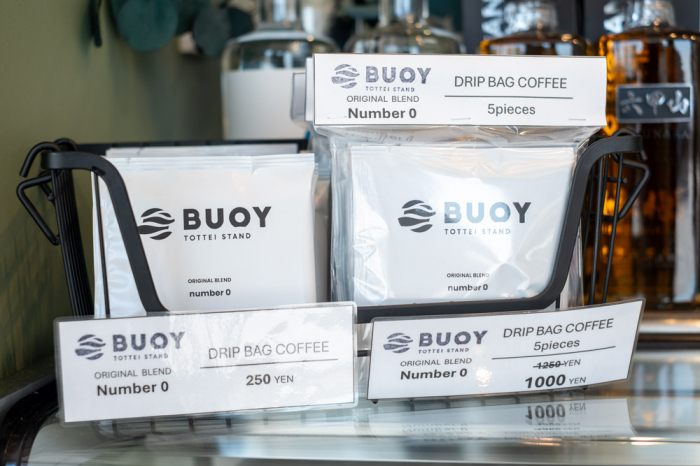 BUOY
TOTTEI STAND
ORIGINAL BLEND
Number 0
DRIP BAG COFFEE
5pieces
六甲山
BUOY
TOTTEI STAND
ORIGINAL BLEND
number 0
BUOY
TOTTEI STAND
ORIGINAL BLEND
number 0
BUOY
TOTTEI STAND
ORIGINAL BLEND
Number 0
DRIP BAG COFFEE
250 YEN
BUOY
TOTTEI STAND
ORIGINAL BLEND
Number 0
DRIP BAG COFFEE
5pieces
1250 YEN
1000 YEN